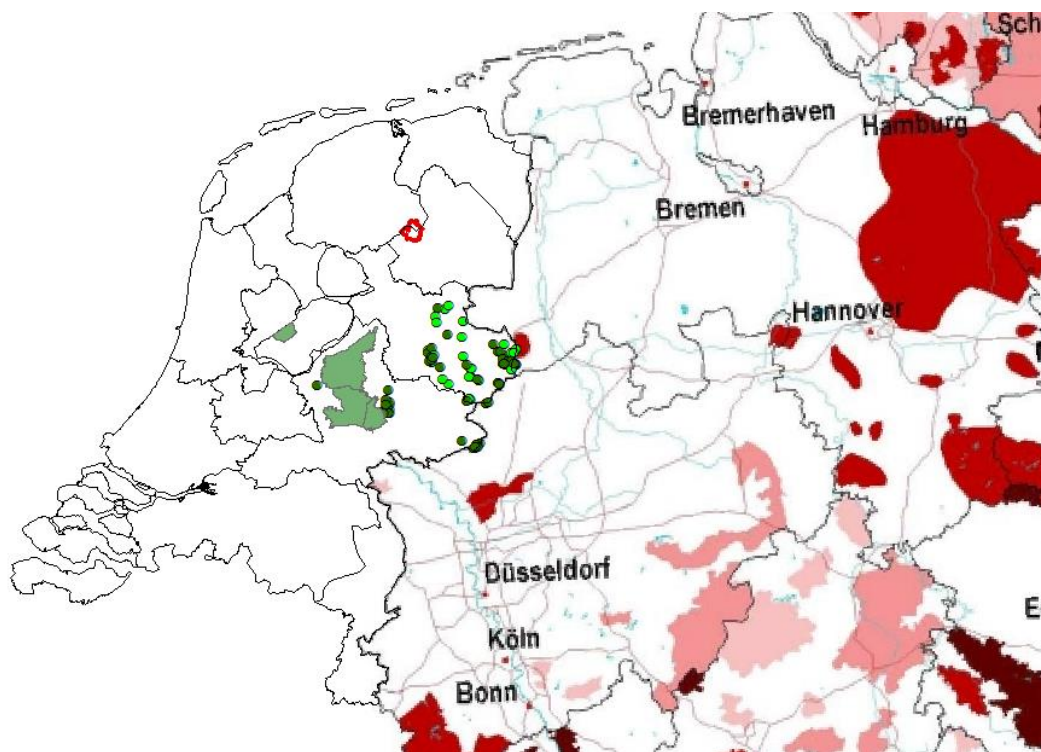 Sch
Bremerhaven
Hamburg
Bremen
Hannover
Düsseldorf
Köln
Bonn
E